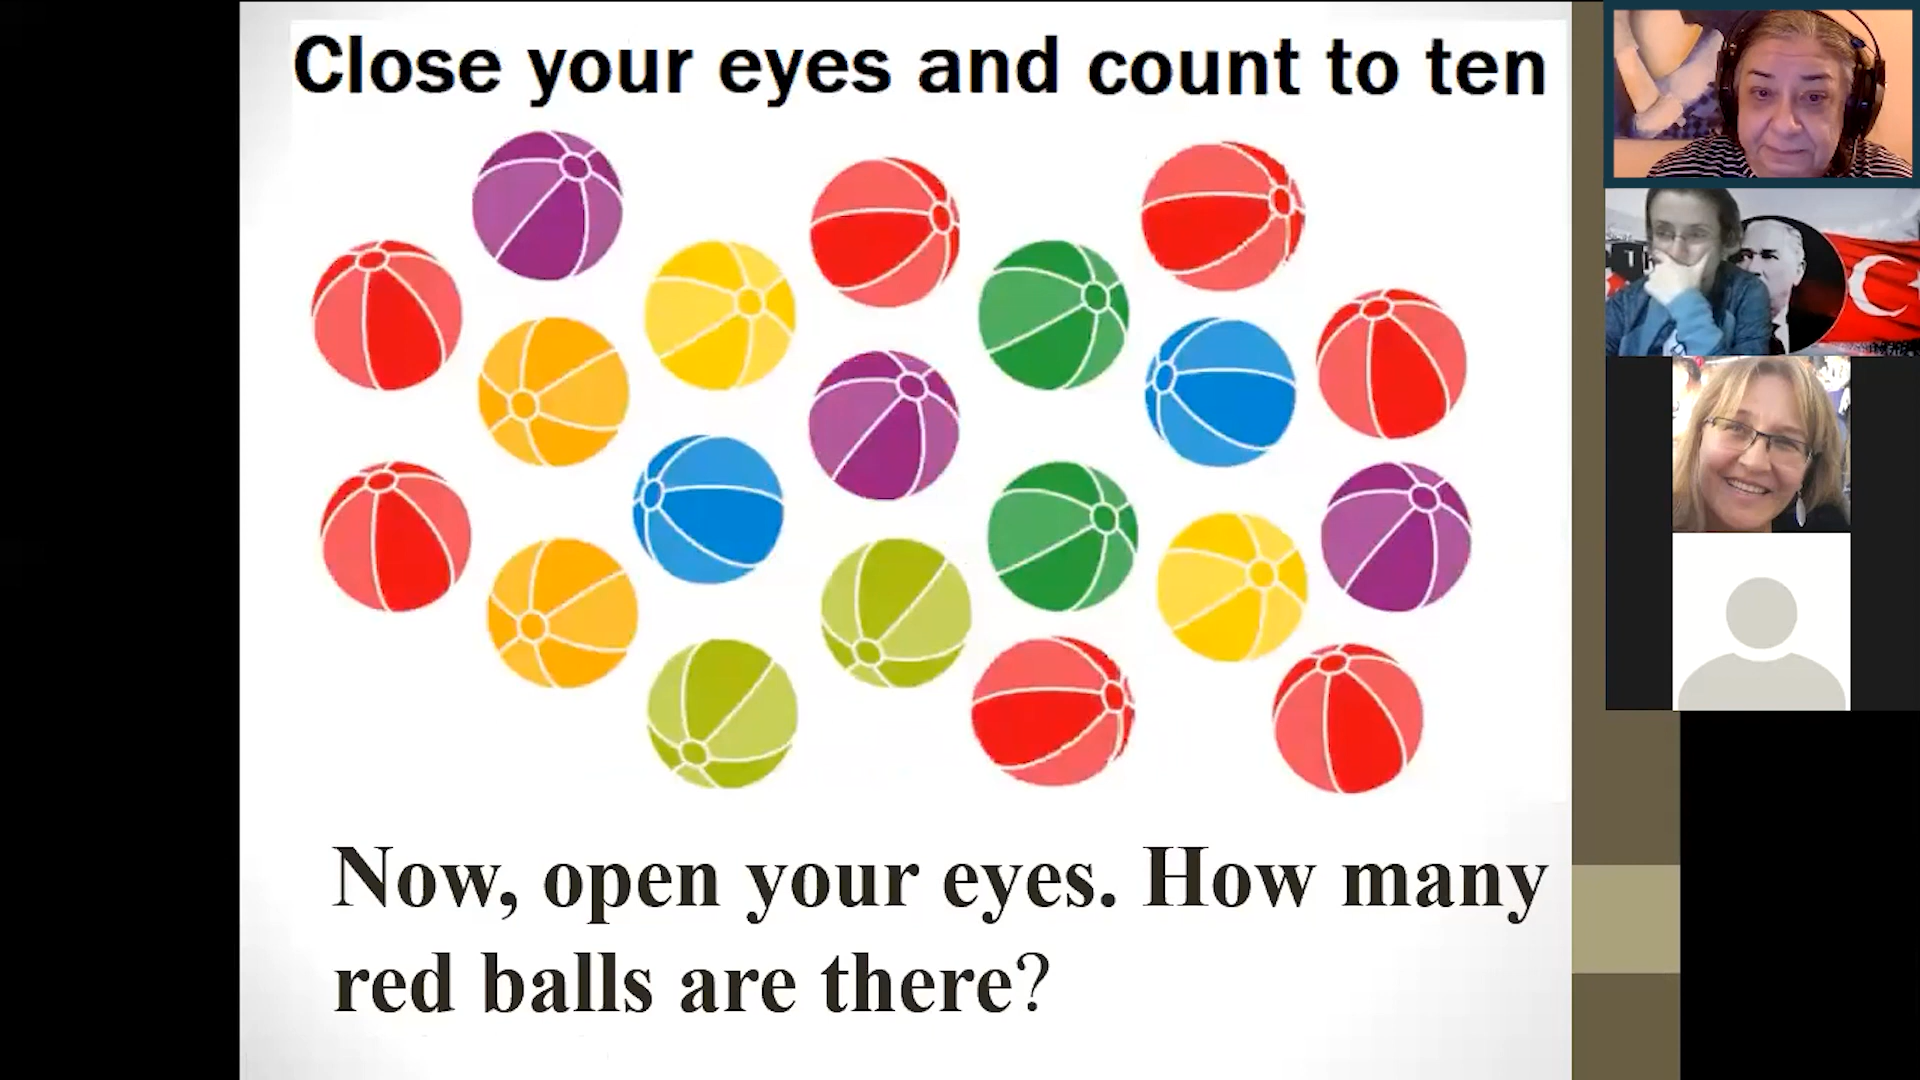 Close your eyes and count to ten
Now, open your eyes. How many
red balls are there?